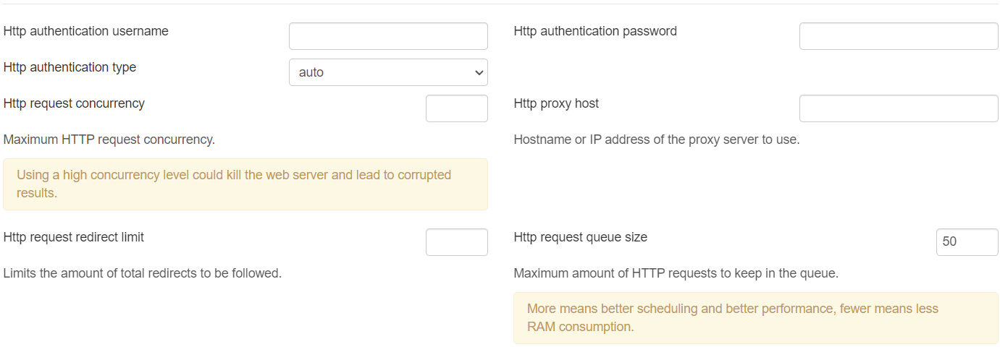 Http authentication username
Http authentication password
Http authentication type
auto
Http request concurrency
Http proxy host
Maximum HTTP request concurrency.
Hostname or IP address of the proxy server to use.
Using a high concurrency level could kill the web server and lead to corrupted
results.
Http request redirect limit
Http request queue size
50
Limits the amount of total redirects to be followed.
Maximum amount of HTTP requests to keep in the queue.
More means better scheduling and better performance, fewer means less
RAM consumption.